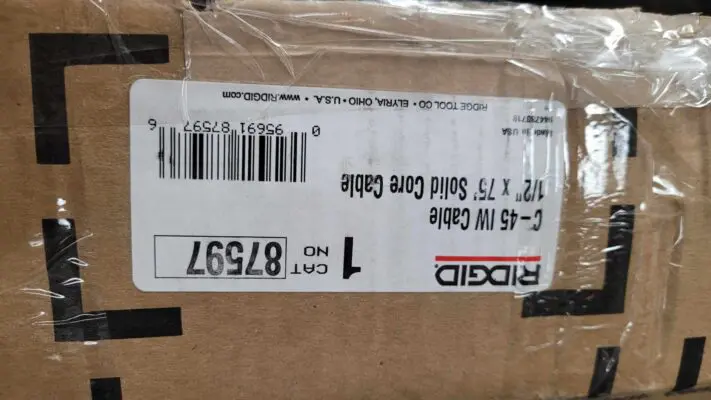 RIDGID.
CAT
NO
87597
1
C-45 IW Cable
1/2" x 75' Solid Core Cable
Made in USA
0 95691 87597 6
RIDGE TOOL CO • ELYRIA, OHIO • U.S.A. • www.RIDGID.com